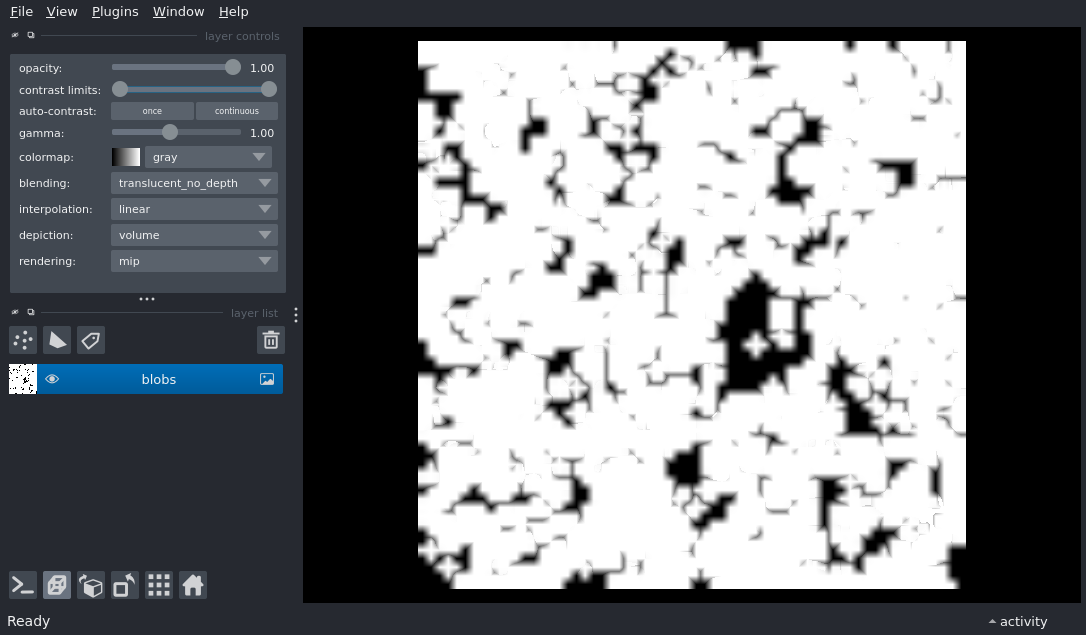 File View Plugins Window Help
layer controls
opacity: 1.00
contrast limits:
auto-contrast: once continuous
gamma: 1.00
colormap: gray
blending: translucent_no_depth
interpolation: linear
depiction: volume
rendering: mip
layer list
blobs
Ready
activity